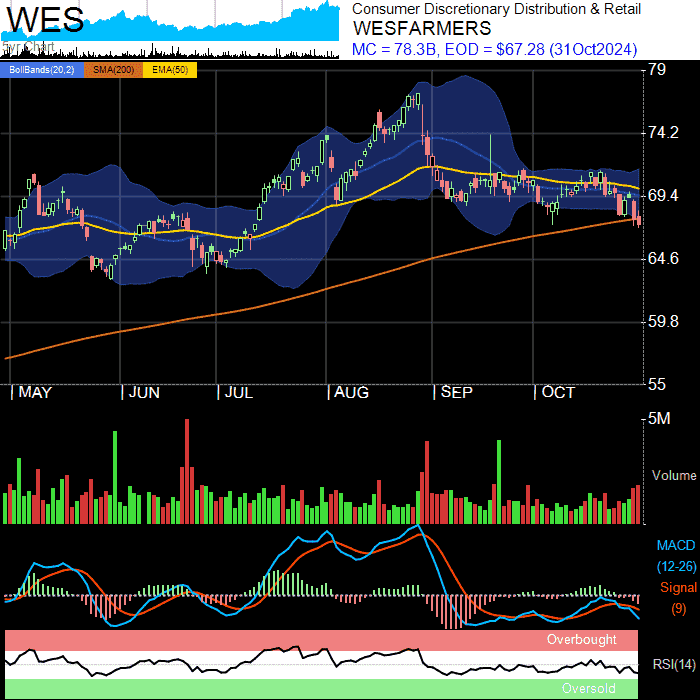 WES
5yr Chart
Consumer Discretionary Distribution & Retail
WESFARMERS
MC = 78.3B, EOD = $67.28 (31Oct2024)
BollBands(20,2) SMA(200) EMA(50)
79
74.2
69.4
64.6
59.8
55
MAY JUN JUL AUG SEP OCT
5M
Volume
MACD
(12-26)
Signal
(9)
Overbought
RSI(14)
Oversold